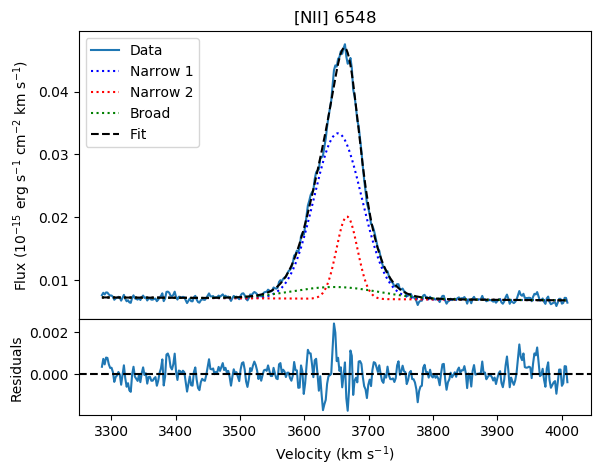 [NII] 6548
Data
Narrow 1
Narrow 2
Broad
Fit
Flux (10⁻¹⁵ erg s⁻¹ cm⁻² km s⁻¹)
0.04
0.03
0.02
0.01
Residuals
0.002
0.000
3300 3400 3500 3600 3700 3800 3900 4000
Velocity (km s⁻¹)